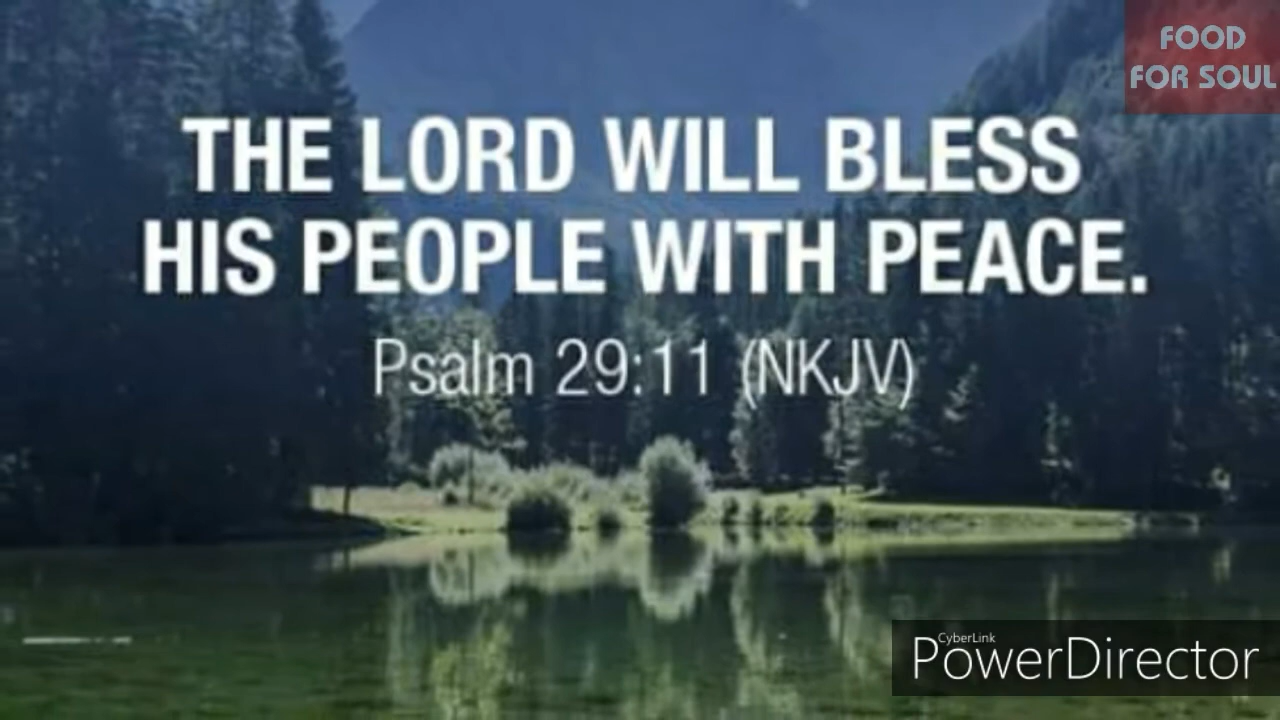 FOOD
FOR SOUL
THE LORD WILL BLESS
HIS PEOPLE WITH PEACE.
Psalm 29:11 (NKJV)
CyberLink
PowerDirector